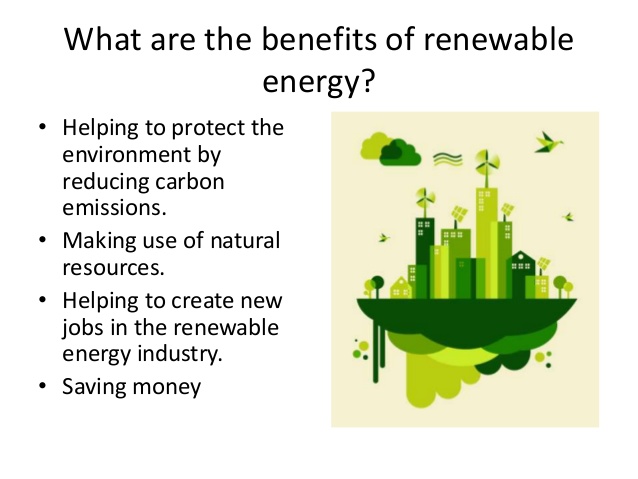 What are the benefits of renewable
energy?
• Helping to protect the
environment by
reducing carbon
emissions.
• Making use of natural
resources.
• Helping to create new
jobs in the renewable
energy industry.
• Saving money